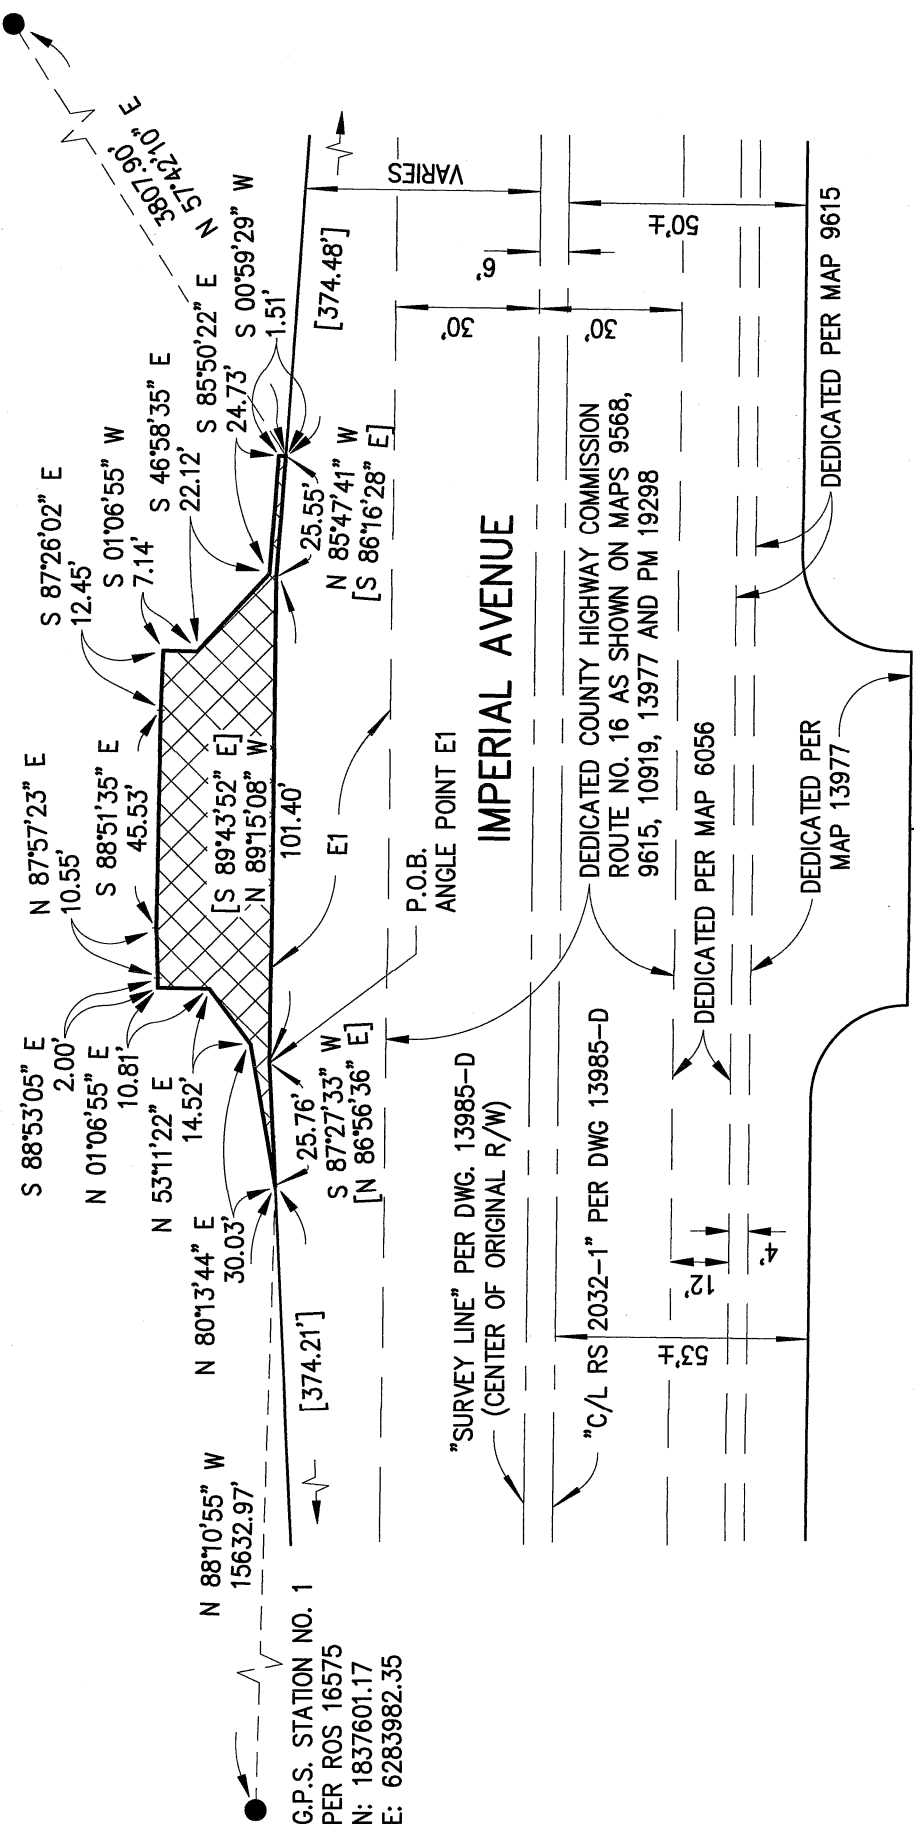 N 57°42'10" E
3807.90'
S 00°59'29" W
1.51'
S 85°50'22" E
24.73'
S 46°58'35" E
22.12'
S 01°06'55" W
7.14'
S 87°26'02" E
12.45'
S 88°51'35" E
45.53'
N 87°57'23" E
10.55'
S 88°53'05" E
2.00'
N 01°06'55" E
10.81'
N 53°11'22" E
14.52'
N 80°13'44" E
30.03'
N 88°10'55" W
15632.97'
G.P.S. STATION NO. 1
PER ROS 16575
N: 1837601.17
E: 6283982.35
[374.21']
[374.48']
[S 89°43'52" E]
N 89°15'08" W
101.40'
25.76'
S 87°27'33" W
[N 86°56'36" E]
25.55'
N 85°47'41" W
[S 86°16'28" E]
E1
P.O.B.
ANGLE POINT E1
IMPERIAL AVENUE
VARIES
6'
30'
30'
50'±
"SURVEY LINE" PER DWG. 13985-D
(CENTER OF ORIGINAL R/W)
"C/L RS 2032-1" PER DWG 13985-D
DEDICATED COUNTY HIGHWAY COMMISSION
ROUTE NO. 16 AS SHOWN ON MAPS 9568,
9615, 10919, 13977 AND PM 19298
DEDICATED PER MAP 6056
DEDICATED PER
MAP 13977
DEDICATED PER MAP 9615
53'±
12'
4'